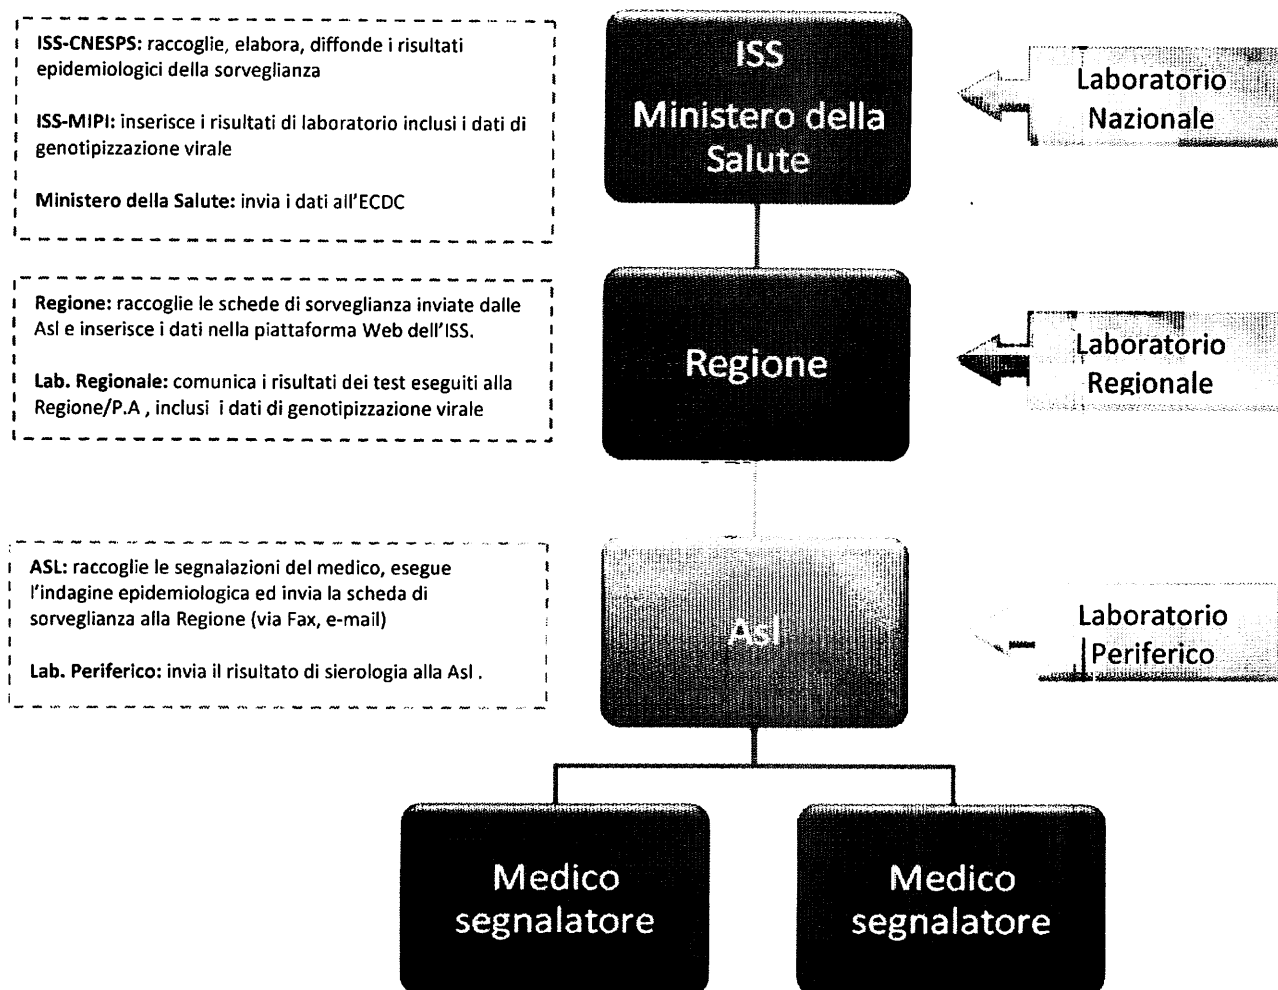 ISS-CNESPS: raccoglie, elabora, diffonde i risultati
epidemiologici della sorveglianza
ISS-MIPI: inserisce i risultati di laboratorio inclusi i dati di
genotipizzazione virale
Ministero della Salute: invia i dati all'ECDC
ISS
Ministero della
Salute
Laboratorio
Nazionale
Regione: raccoglie le schede di sorveglianza inviate dalle
Asl e inserisce i dati nella piattaforma Web dell'ISS.
Lab. Regionale: comunica i risultati dei test eseguiti alla
Regione/P.A , inclusi i dati di genotipizzazione virale
Regione
Laboratorio
Regionale
ASL: raccoglie le segnalazioni del medico, esegue
l'indagine epidemiologica ed invia la scheda di
sorveglianza alla Regione (via Fax, e-mail)
Lab. Periferico: invia il risultato di sierologia alla Asl .
Asl
Laboratorio
Periferico
Medico
segnalatore
Medico
segnalatore